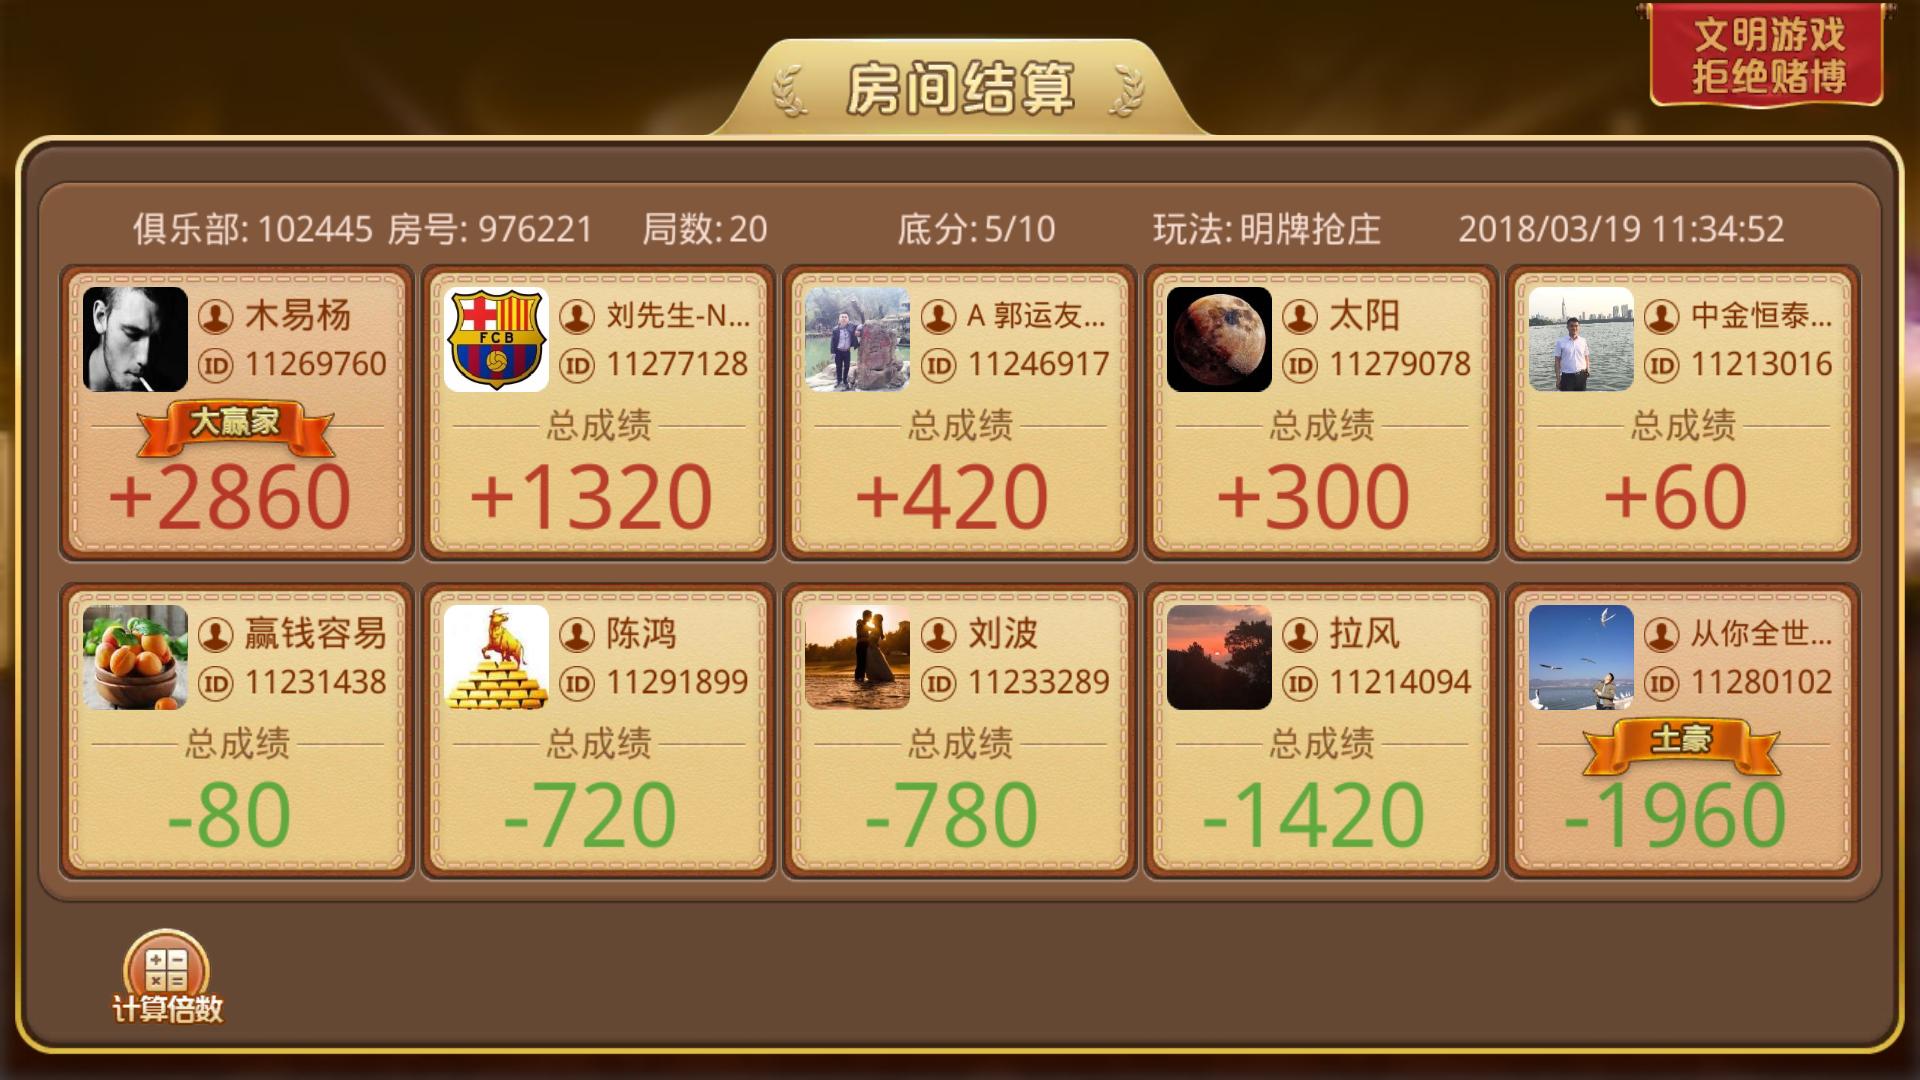 房间结算
文明游戏
拒绝赌博
俱乐部: 102445 房号: 976221 局数: 20 底分: 5/10 玩法: 明牌抢庄 2018/03/19 11:34:52
木易杨
ID 11269760
大赢家
+2860
FCB
刘先生-N...
ID 11277128
总成绩
+1320
A 郭运友...
ID 11246917
总成绩
+420
太阳
ID 11279078
总成绩
+300
中金恒泰...
ID 11213016
总成绩
+60
赢钱容易
ID 11231438
总成绩
-80
陈鸿
ID 11291899
总成绩
-720
刘波
ID 11233289
总成绩
-780
拉风
ID 11214094
总成绩
-1420
从你全世...
ID 11280102
土豪
-1960
计算倍数